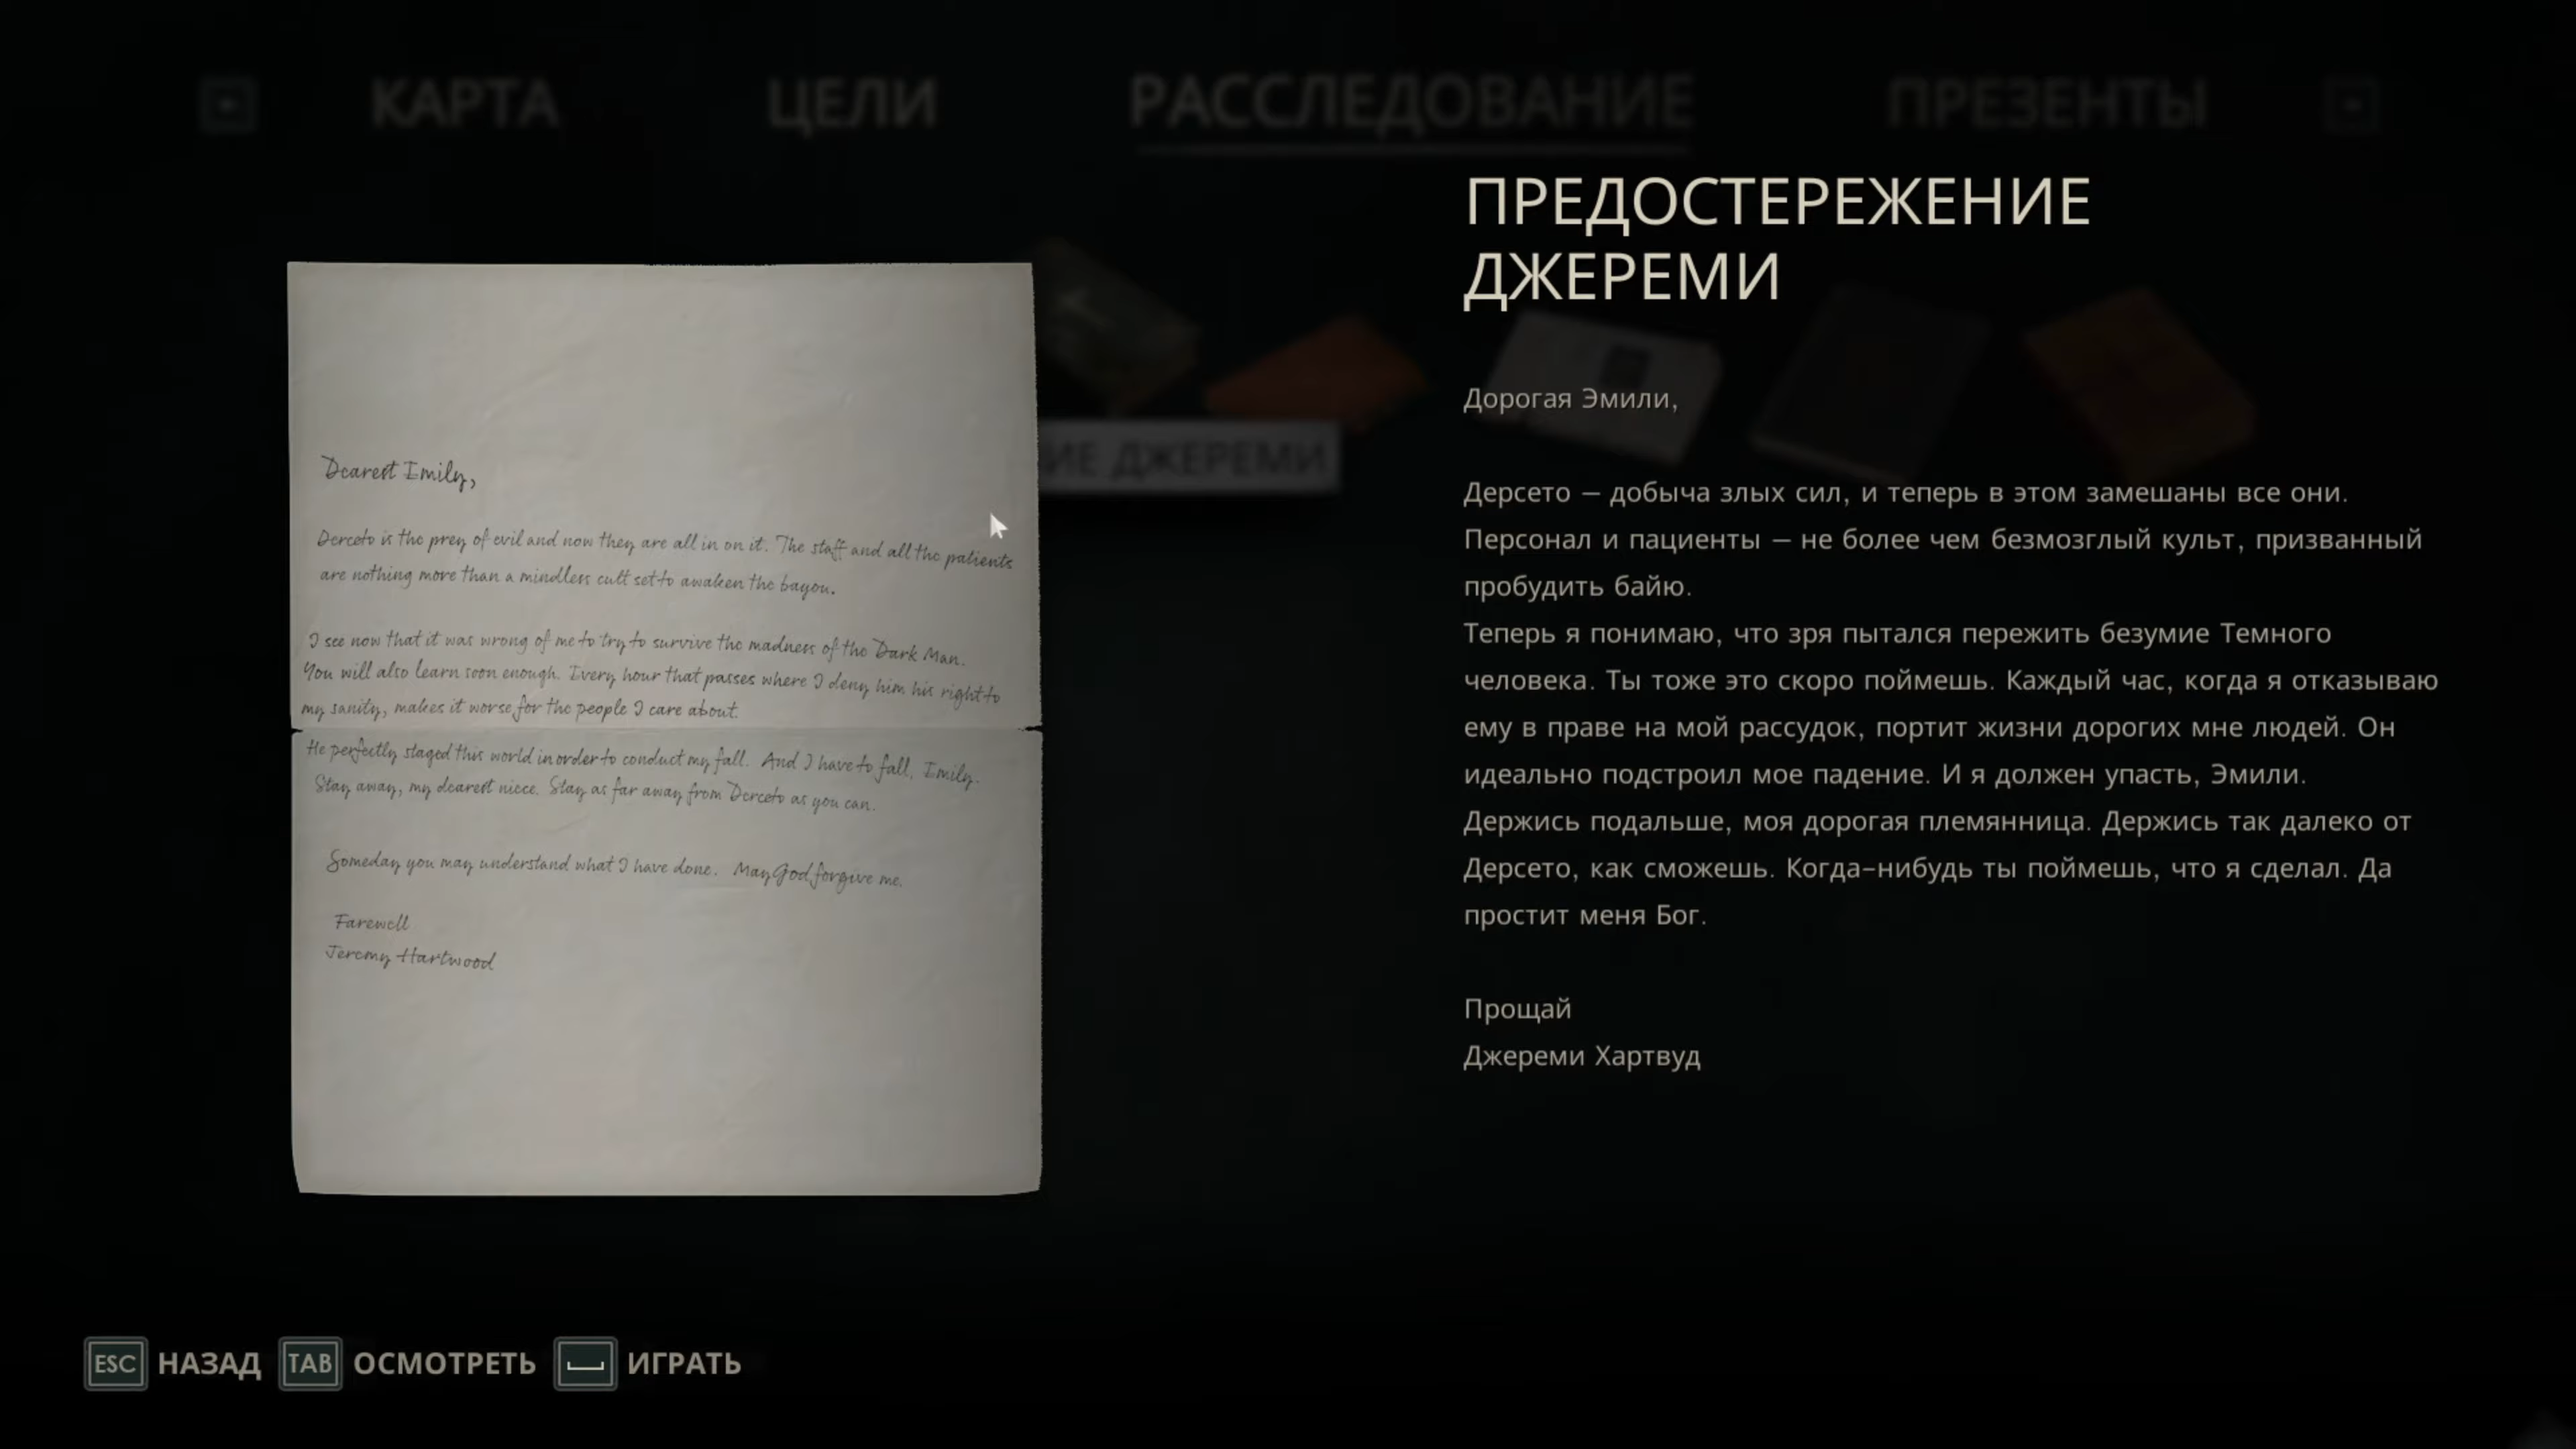 КАРТА
ЦЕЛИ
РАССЛЕДОВАНИЕ
ПРЕЗЕНТЫ
ИЕ ДЖЕРЕМИ
Dearest Emily,
Derceto is the prey of evil and now they are all in on it. The staff and all the patients
are nothing more than a mindless cult set to awaken the bayou.
I see now that it was wrong of me to try to survive the madness of the Dark Man.
You will also learn soon enough. Every hour that passes where I deny him his right to
my sanity, makes it worse for the people I care about.
He perfectly staged this world in order to conduct my fall. And I have to fall, Emily.
Stay away, my dearest niece. Stay as far away from Derceto as you can.
Someday you may understand what I have done. May God forgive me.
Farewell
Jeremy Hartwood
ПРЕДОСТЕРЕЖЕНИЕ
ДЖЕРЕМИ
Дорогая Эмили,
Дерсето – добыча злых сил, и теперь в этом замешаны все они.
Персонал и пациенты – не более чем безмозглый культ, призванный
пробудить байю.
Теперь я понимаю, что зря пытался пережить безумие Темного
человека. Ты тоже это скоро поймешь. Каждый час, когда я отказываю
ему в праве на мой рассудок, портит жизни дорогих мне людей. Он
идеально подстроил мое падение. И я должен упасть, Эмили.
Держись подальше, моя дорогая племянница. Держись так далеко от
Дерсето, как сможешь. Когда-нибудь ты поймешь, что я сделал. Да
простит меня Бог.
Прощай
Джереми Хартвуд
ESC НАЗАД TAB ОСМОТРЕТЬ ИГРАТЬ